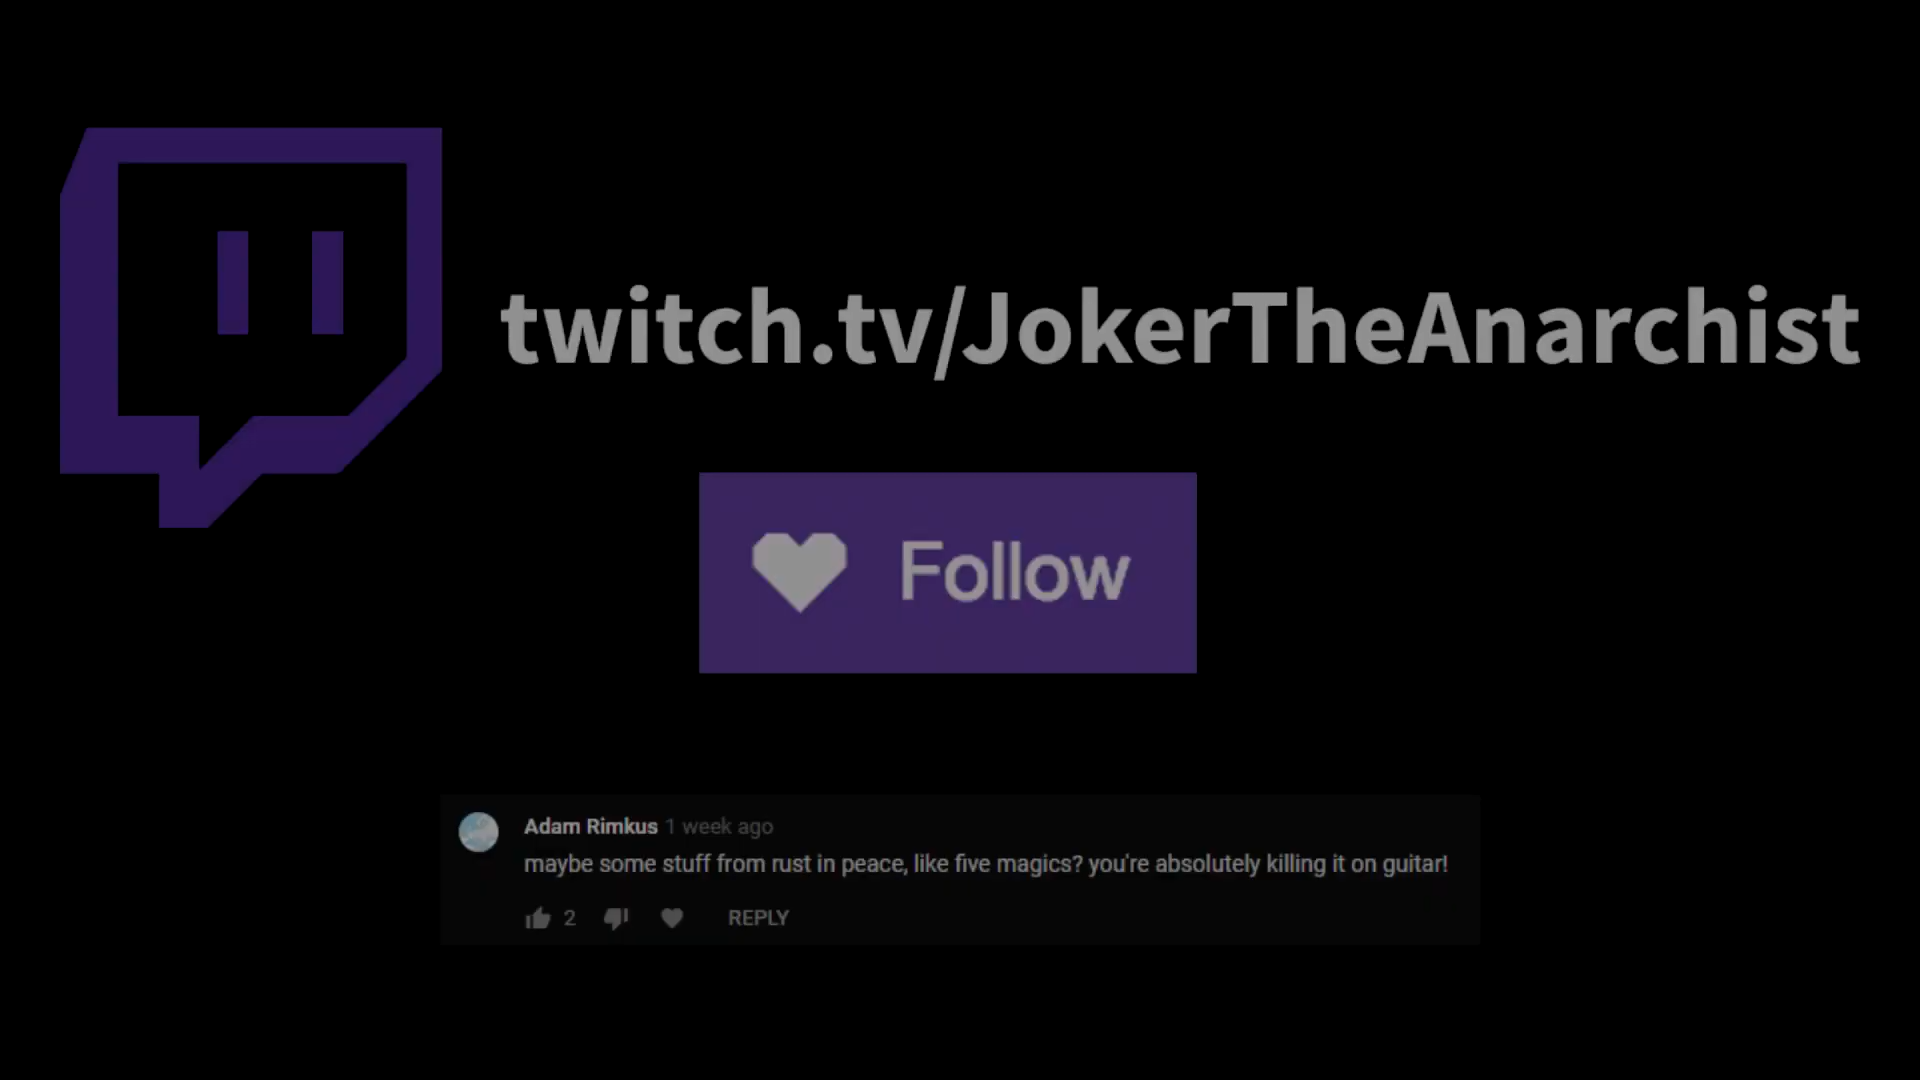 twitch.tv/JokerTheAnarchist
Follow
Adam Rimkus 1 week ago
maybe some stuff from rust in peace, like five magics? you're absolutely killing it on guitar!
2 REPLY